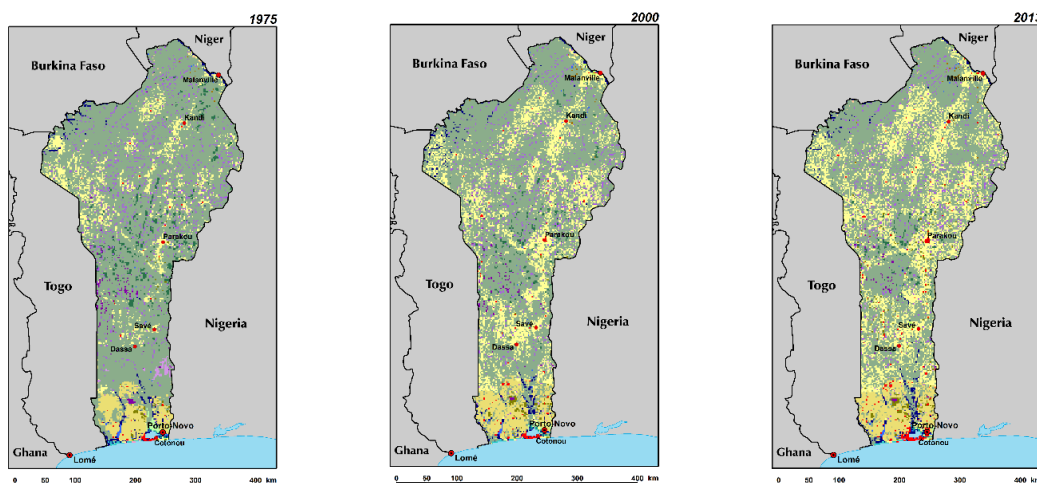 1975
Niger
Burkina Faso
Malanville
Kandi
Parakou
Togo
Nigeria
Savè
Dassa
Porto-Novo
Cotonou
Ghana
Lomé
0 50 100 200 300 400 km
2000
Niger
Burkina Faso
Malanville
Kandi
Parakou
Togo
Nigeria
Save
Dassa
Porto-Novo
Cotonou
Ghana
Lomé
0 50 100 200 300 400 km
2013
Niger
Burkina Faso
Malanville
Kandi
Parakou
Togo
Nigeria
Save
Dassa
Porto-Novo
Cotonou
Ghana
Lomé
0 50 100 200 300 400 km